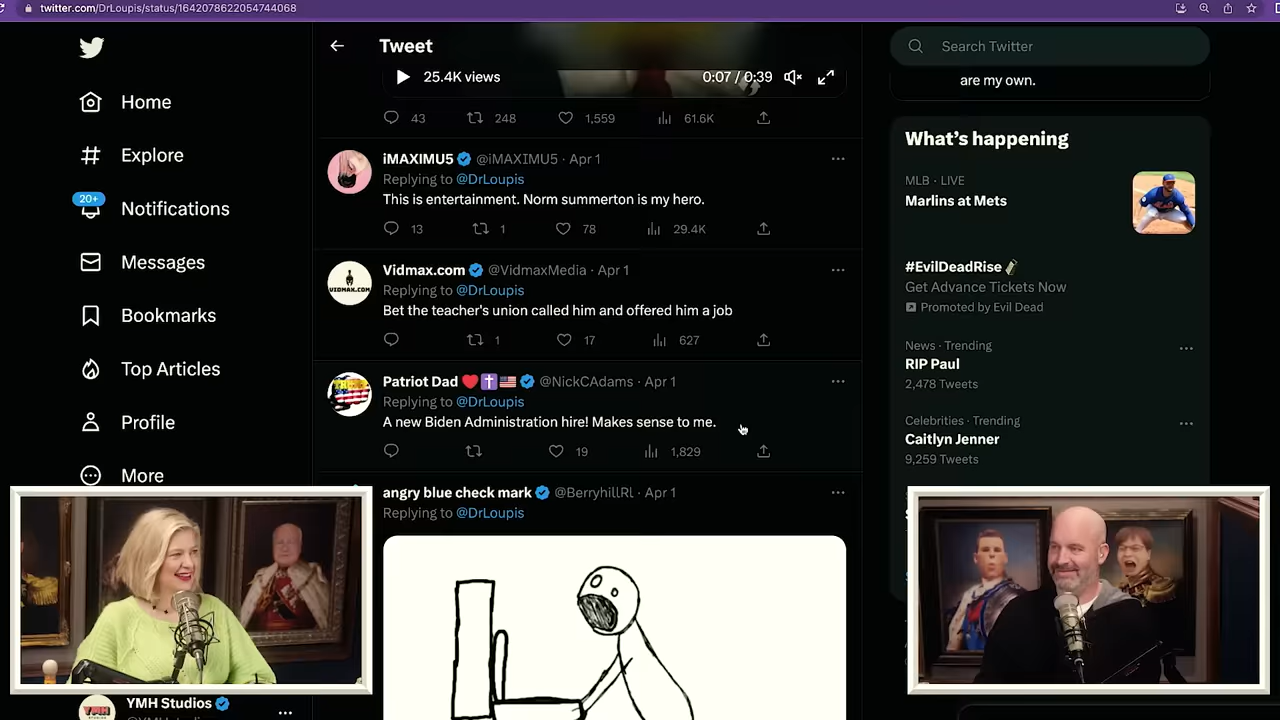 twitter.com/DrLoupis/status/1642078622054744068
Home
Explore
20+
Notifications
Messages
Bookmarks
Top Articles
Profile
More
YMH Studios
Tweet
25.4K views
0:07 / 0:39
43 248 1,559 61.6K
iMAXIMU5 @iMAXIMU5 · Apr 1
Replying to @DrLoupis
This is entertainment. Norm summerton is my hero.
13 1 78 29.4K
VIDMAX.COM
Vidmax.com @VidmaxMedia · Apr 1
Replying to @DrLoupis
Bet the teacher's union called him and offered him a job
1 17 627
Patriot Dad ❤️✝️🇺🇸 @NickCAdams · Apr 1
Replying to @DrLoupis
A new Biden Administration hire! Makes sense to me.
19 1,829
angry blue check mark @BerryhillRl · Apr 1
Replying to @DrLoupis
Search Twitter
are my own.
What's happening
MLB · LIVE
Marlins at Mets
#EvilDeadRise
Get Advance Tickets Now
Promoted by Evil Dead
News · Trending
RIP Paul
2,478 Tweets
Celebrities · Trending
Caitlyn Jenner
9,259 Tweets